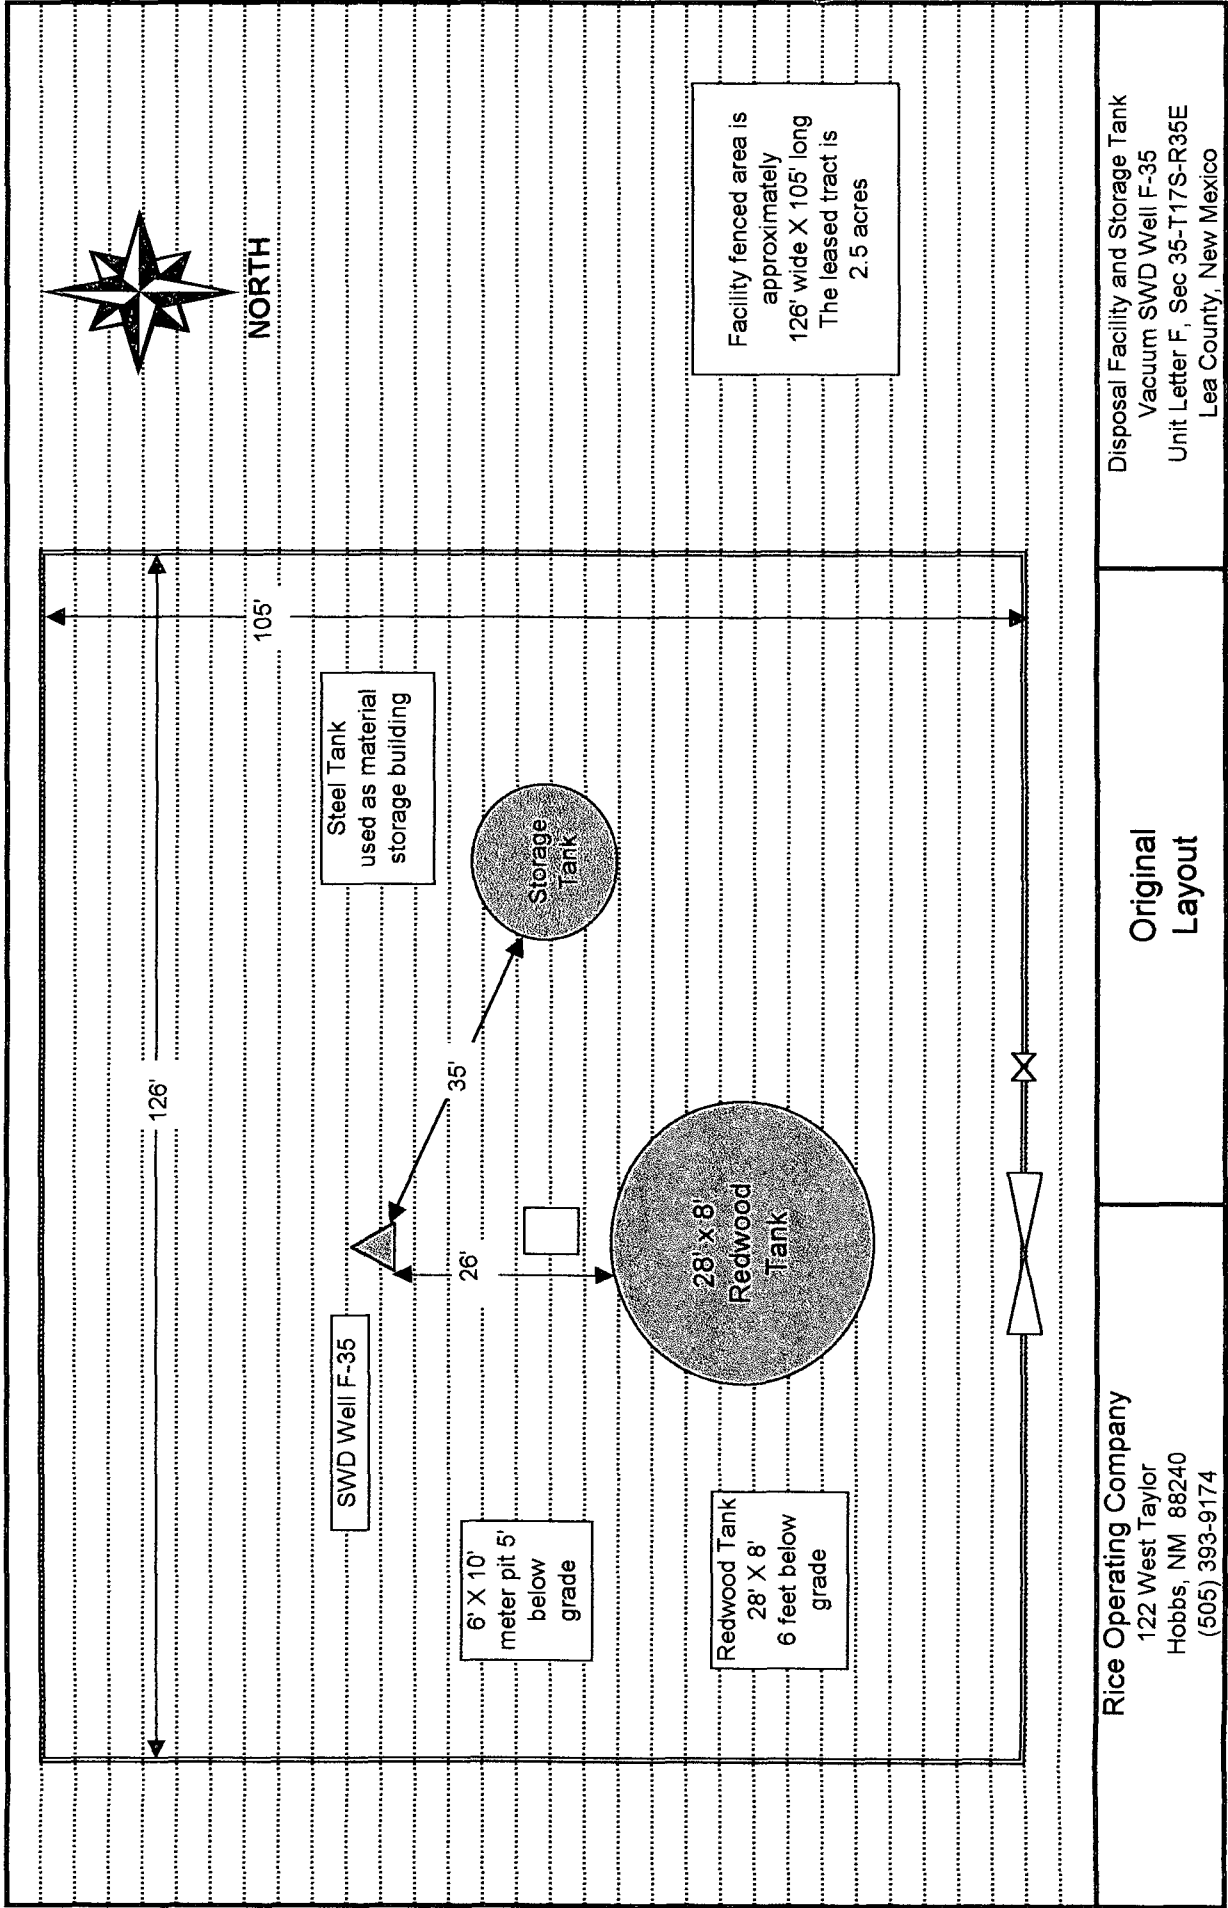 NORTH
126'
105'
Steel Tank
used as material
storage building
Facility fenced area is
approximately
126' wide X 105' long
The leased tract is
2.5 acres
SWD Well F-35
35'
26'
Storage
Tank
6' X 10'
meter pit 5'
below
grade
28' x 8'
Redwood
Tank
Redwood Tank
28' X 8'
6 feet below
grade
Rice Operating Company
122 West Taylor
Hobbs, NM 88240
(505) 393-9174
Original
Layout
Disposal Facility and Storage Tank
Vacuum SWD Well F-35
Unit Letter F, Sec 35-T17S-R35E
Lea County, New Mexico